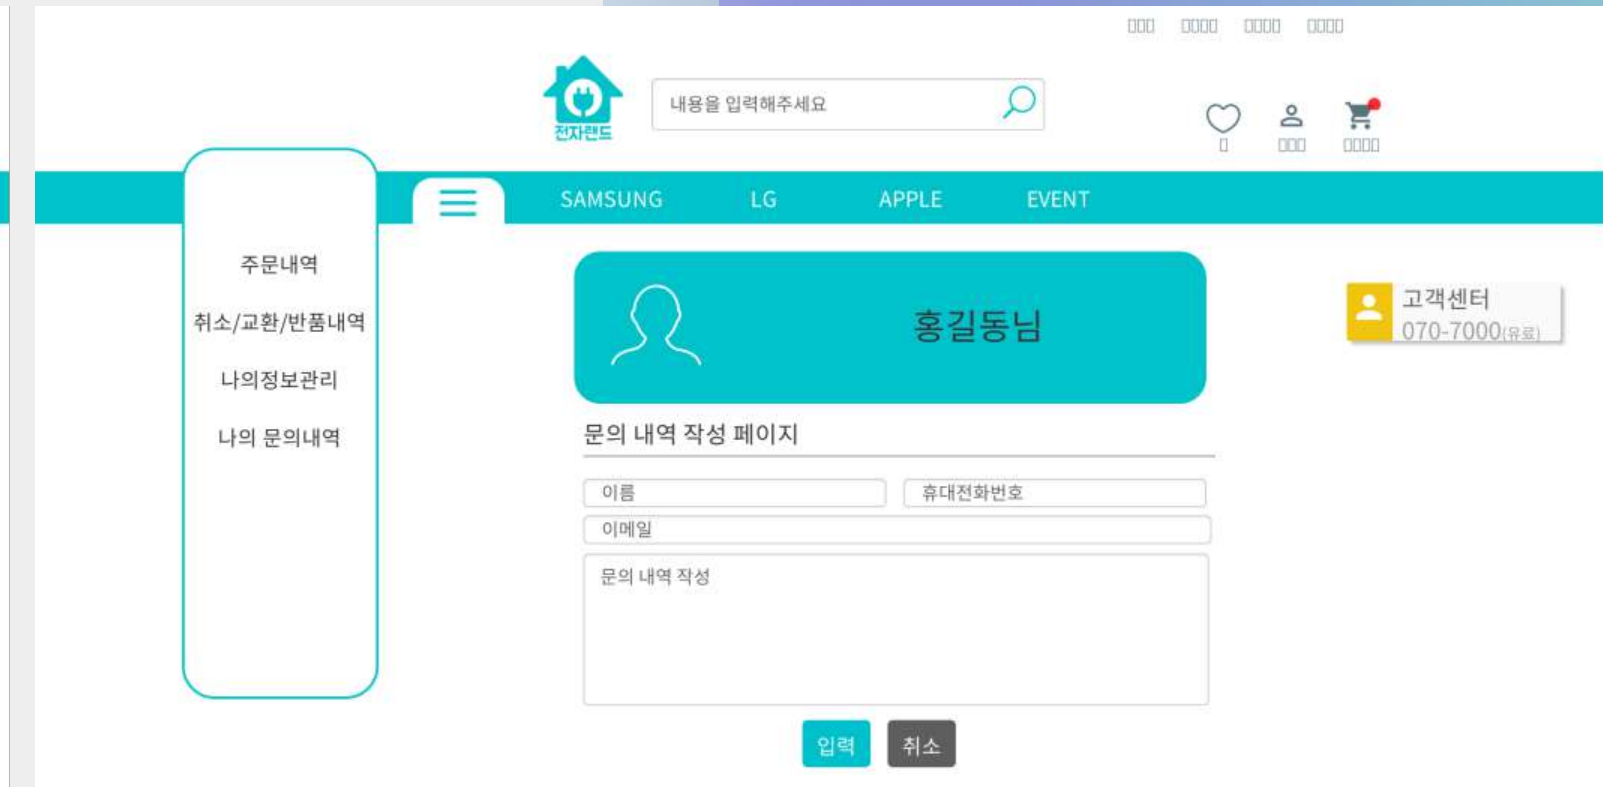 내용을 입력해주세요
전자랜드
SAMSUNG LG APPLE EVENT
주문내역
취소/교환/반품내역
나의정보관리
나의 문의내역
홍길동님
고객센터
070-7000(유료)
문의 내역 작성 페이지
이름 휴대전화번호
이메일
문의 내역 작성
입력 취소